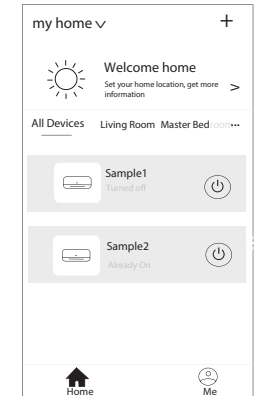 my home
Welcome home
Set your home location, get more
information
All Devices Living Room Master Bedroom
Sample1
Turned off
Sample2
Already On
Home Me